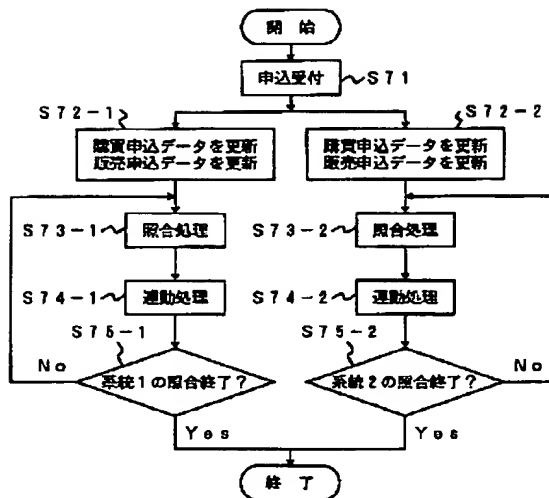 開 始
申込受付
S71
S72-1
S72-2
購買申込データを更新
販売申込データを更新
購買申込データを更新
販売申込データを更新
S73-1
照合処理
S73-2
照合処理
S74-1
連動処理
S74-2
連動処理
S75-1
S75-2
No
系統1の照合終了?
系統2の照合終了?
No
Yes
Yes
終 了